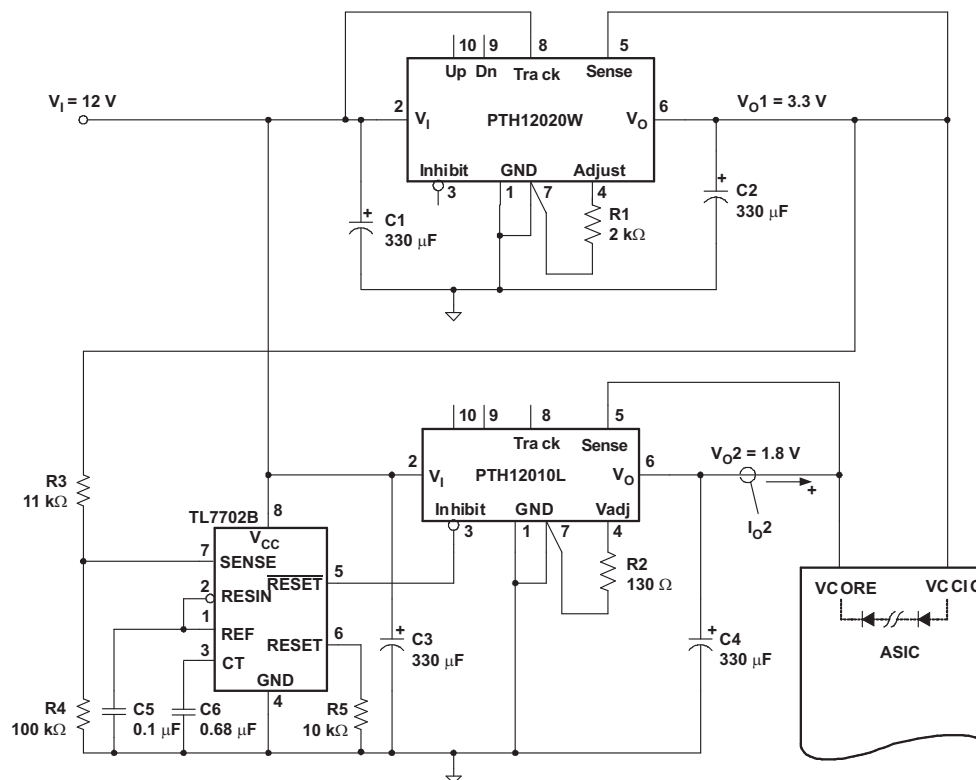 10 9 8 5
Up Dn Track Sense
V_I = 12 V
2 V_I PTH12020W V_O 6
V_O1 = 3.3 V
Inhibit GND Adjust
3 1 7 4
C1
330 µF
R1
2 kΩ
C2
330 µF
10 9 8 5
Track Sense
2 V_I PTH12010L V_O 6
V_O2 = 1.8 V
Inhibit GND Vadj
3 1 7 4
I_O2
R3
11 kΩ
TL7702B
8
V_CC
7 SENSE
2 RESIN
1 REF
3 CT
RESET 5
RESET 6
GND
4
R2
130 Ω
C3
330 µF
C4
330 µF
VCORE VCCIO
ASIC
R4
100 kΩ
C5
0.1 µF
C6
0.68 µF
R5
10 kΩ